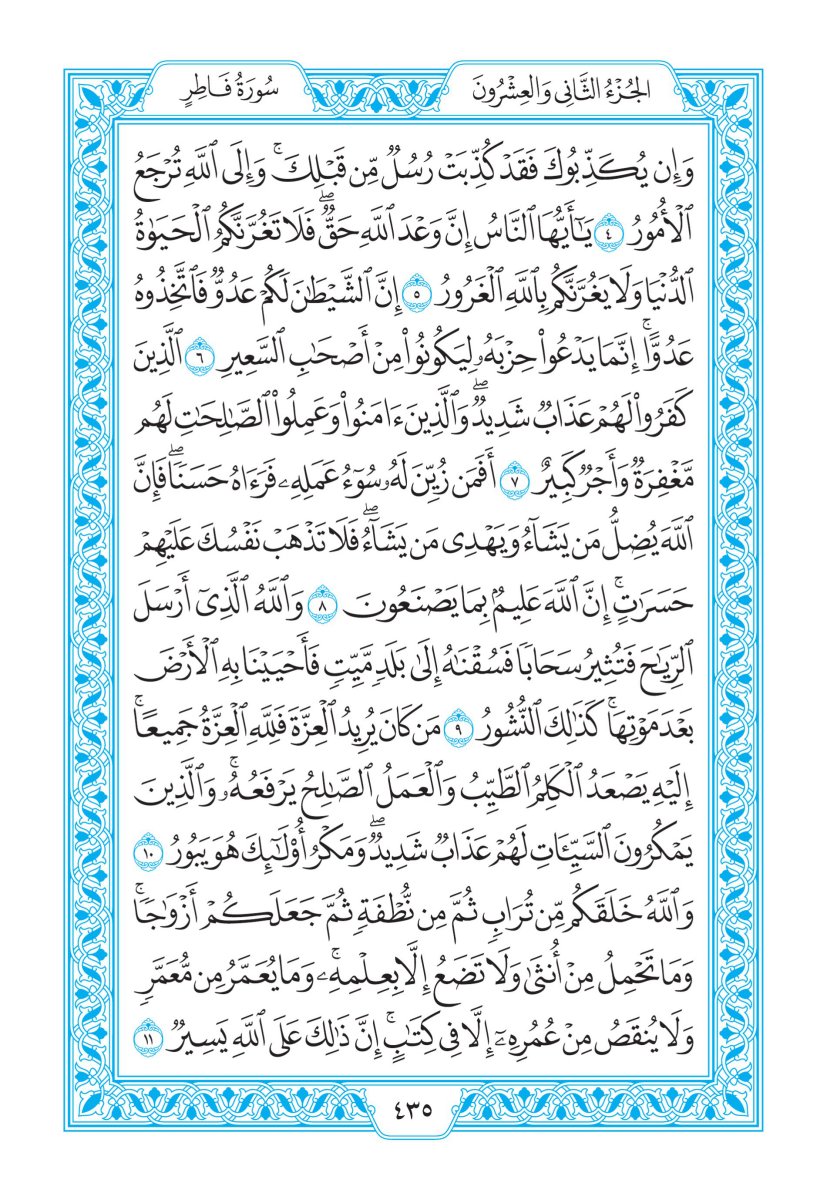 الجُزْءُ الثَّانِي وَالعِشْرُونَ
سُورَةُ فَاطِرٍ
وَإِن يُكَذِّبُوكَ فَقَدۡ كُذِّبَتۡ رُسُلٞ مِّن قَبۡلِكَۚ وَإِلَى ٱللَّهِ تُرۡجَعُ
ٱلۡأُمُورُ ٤ يَٰٓأَيُّهَا ٱلنَّاسُ إِنَّ وَعۡدَ ٱللَّهِ حَقّٞۖ فَلَا تَغُرَّنَّكُمُ ٱلۡحَيَوٰةُ
ٱلدُّنۡيَا وَلَا يَغُرَّنَّكُم بِٱللَّهِ ٱلۡغَرُورُ ٥ إِنَّ ٱلشَّيۡطَٰنَ لَكُمۡ عَدُوّٞ فَٱتَّخِذُوهُ
عَدُوًّاۚ إِنَّمَا يَدۡعُواْ حِزۡبَهُۥ لِيَكُونُواْ مِنۡ أَصۡحَٰبِ ٱلسَّعِيرِ ٦ ٱلَّذِينَ
كَفَرُواْ لَهُمۡ عَذَابٞ شَدِيدٞۖ وَٱلَّذِينَ ءَامَنُواْ وَعَمِلُواْ ٱلصَّٰلِحَٰتِ لَهُم
مَّغۡفِرَةٞ وَأَجۡرٞ كَبِيرٌ ٧ أَفَمَن زُيِّنَ لَهُۥ سُوٓءُ عَمَلِهِۦ فَرَءَاهُ حَسَنٗاۖ فَإِنَّ
ٱللَّهَ يُضِلُّ مَن يَشَآءُ وَيَهۡدِي مَن يَشَآءُۖ فَلَا تَذۡهَبۡ نَفۡسُكَ عَلَيۡهِمۡ
حَسَرَٰتٍۚ إِنَّ ٱللَّهَ عَلِيمُۢ بِمَا يَصۡنَعُونَ ٨ وَٱللَّهُ ٱلَّذِيٓ أَرۡسَلَ
ٱلرِّيَٰحَ فَتُثِيرُ سَحَابٗا فَسُقۡنَٰهُ إِلَىٰ بَلَدٖ مَّيِّتٖ فَأَحۡيَيۡنَا بِهِ ٱلۡأَرۡضَ
بَعۡدَ مَوۡتِهَاۚ كَذَٰلِكَ ٱلنُّشُورُ ٩ مَن كَانَ يُرِيدُ ٱلۡعِزَّةَ فَلِلَّهِ ٱلۡعِزَّةُ جَمِيعًاۚ
إِلَيۡهِ يَصۡعَدُ ٱلۡكَلِمُ ٱلطَّيِّبُ وَٱلۡعَمَلُ ٱلصَّٰلِحُ يَرۡفَعُهُۥۚ وَٱلَّذِينَ
يَمۡكُرُونَ ٱلسَّيِّـَٔاتِ لَهُمۡ عَذَابٞ شَدِيدٞۖ وَمَكۡرُ أُوْلَٰٓئِكَ هُوَ يَبُورُ ١٠
وَٱللَّهُ خَلَقَكُم مِّن تُرَابٖ ثُمَّ مِن نُّطۡفَةٖ ثُمَّ جَعَلَكُمۡ أَزۡوَٰجٗاۚ
وَمَا تَحۡمِلُ مِنۡ أُنثَىٰ وَلَا تَضَعُ إِلَّا بِعِلۡمِهِۦۚ وَمَا يُعَمَّرُ مِن مُّعَمَّرٖ
وَلَا يُنقَصُ مِنۡ عُمُرِهِۦٓ إِلَّا فِي كِتَٰبٍۚ إِنَّ ذَٰلِكَ عَلَى ٱللَّهِ يَسِيرٞ ١١
٤٣٥